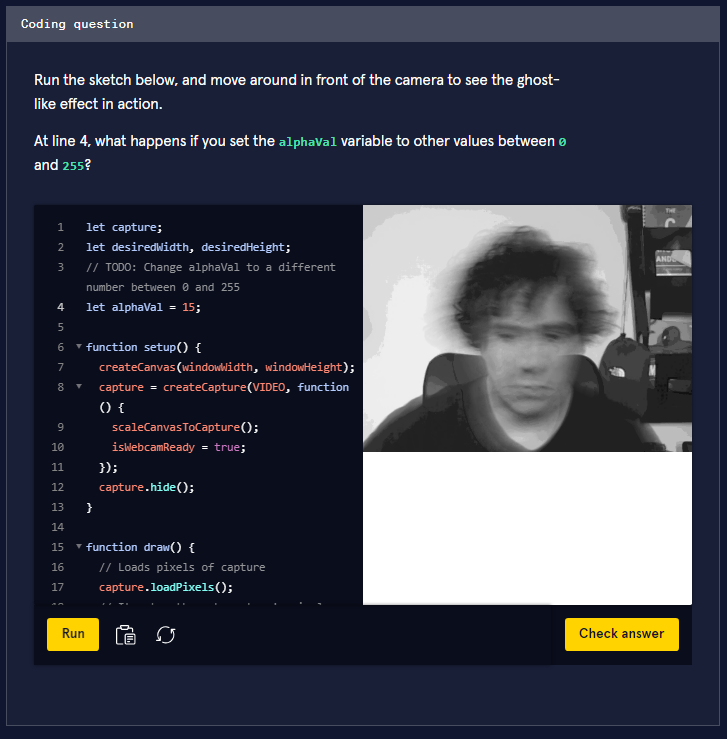 Coding question
Run the sketch below, and move around in front of the camera to see the ghost-
like effect in action.
At line 4, what happens if you set the alphaVal variable to other values between 0
and 255?
1 let capture;
2 let desiredWidth, desiredHeight;
3 // TODO: Change alphaVal to a different
number between 0 and 255
4 let alphaVal = 15;
5
6 function setup() {
7 createCanvas(windowWidth, windowHeight);
8 capture = createCapture(VIDEO, function
() {
9 scaleCanvasToCapture();
10 isWebcamReady = true;
11 });
12 capture.hide();
13 }
14
15 function draw() {
16 // Loads pixels of capture
17 capture.loadPixels();
THE
C
AND
Run
Check answer